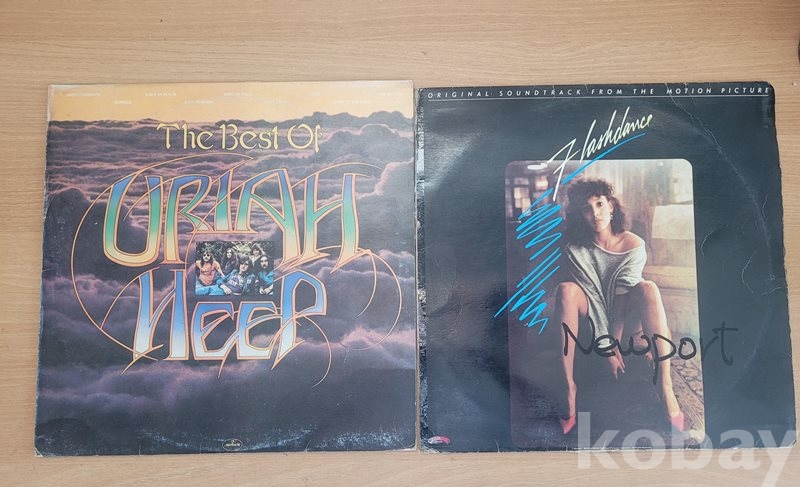 The Best Of
URIAH
HEEP
ORIGINAL SOUNDTRACK FROM THE MOTION PICTURE
Flashdance
Newport
kobay